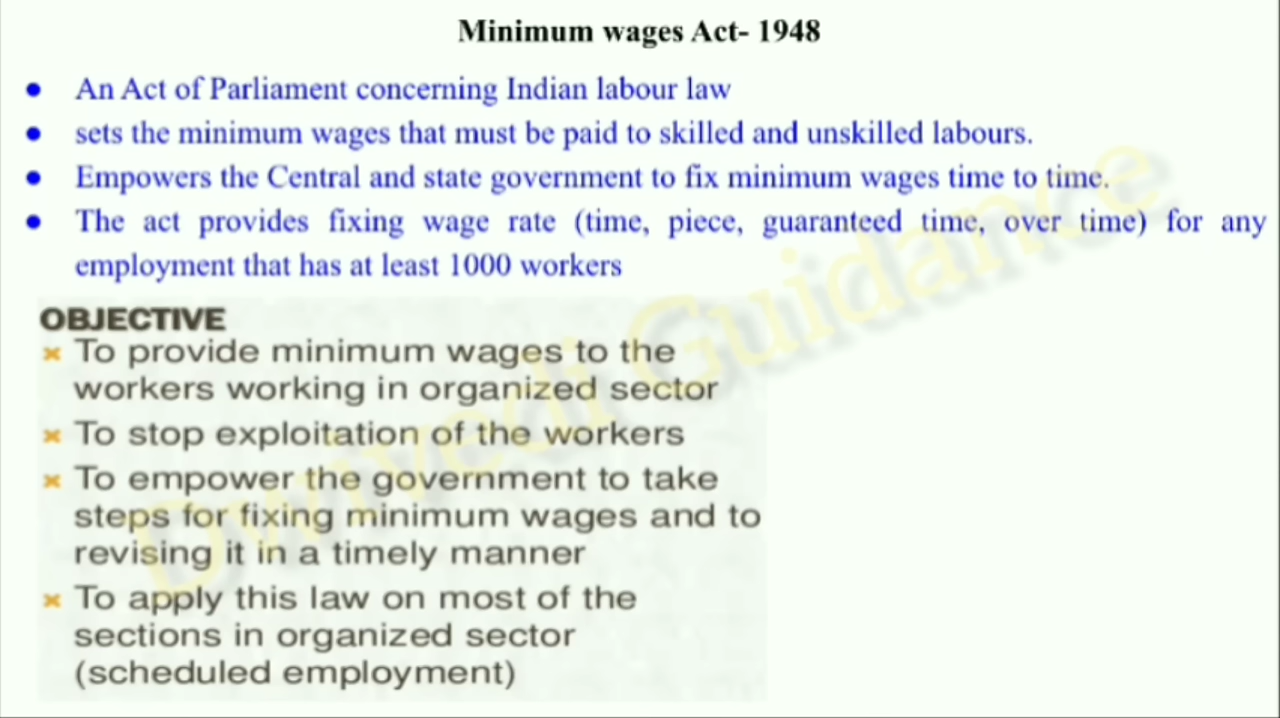 Minimum wages Act- 1948
● An Act of Parliament concerning Indian labour law
● sets the minimum wages that must be paid to skilled and unskilled labours.
● Empowers the Central and state government to fix minimum wages time to time.
● The act provides fixing wage rate (time, piece, guaranteed time, over time) for any
employment that has at least 1000 workers
OBJECTIVE
× To provide minimum wages to the
workers working in organized sector
× To stop exploitation of the workers
× To empower the government to take
steps for fixing minimum wages and to
revising it in a timely manner
× To apply this law on most of the
sections in organized sector
(scheduled employment)
Dwivedi Guidance